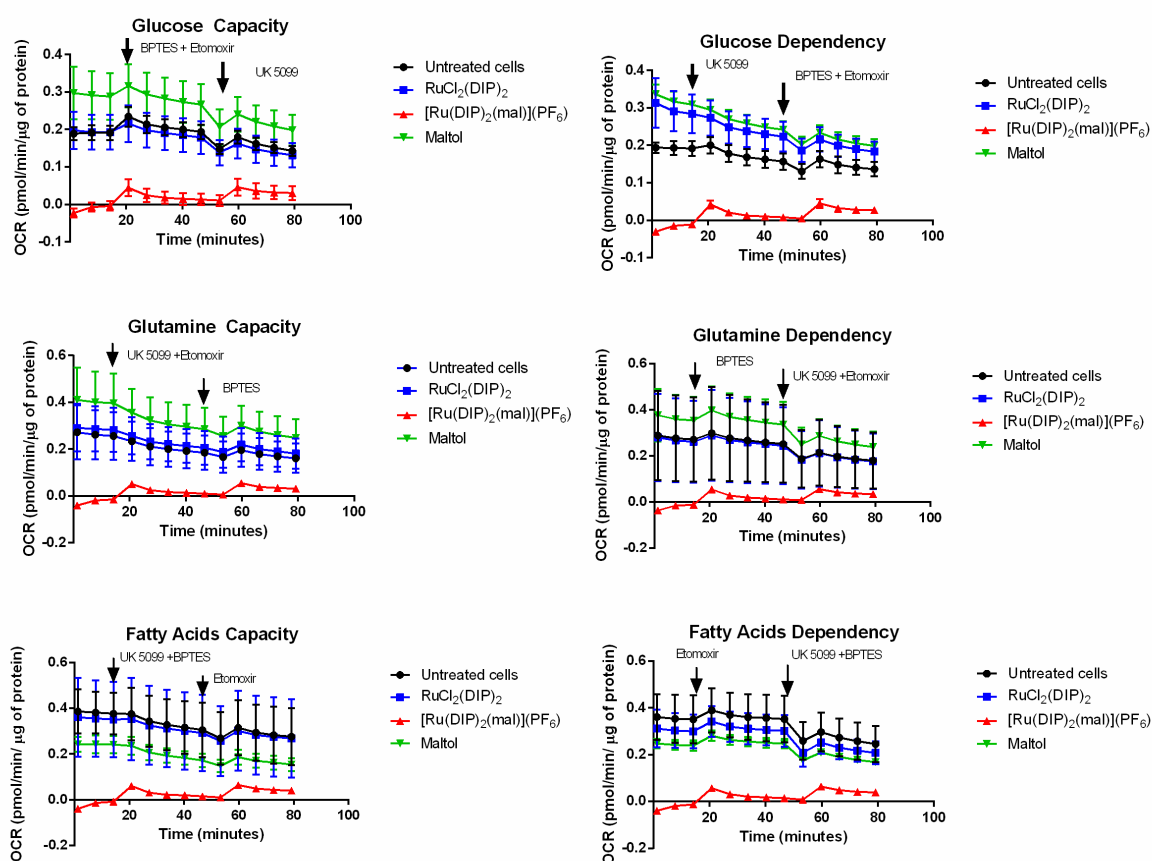 Glucose Capacity
BPTES + Etomoxir
UK 5099
OCR (pmol/min/µg of protein)
0.4
0.3
0.2
0.1
0.0
-0.1
20
40
60
80
100
Time (minutes)
Untreated cells
RuCl2(DIP)2
[Ru(DIP)2(mal)](PF6)
Maltol
Glucose Dependency
UK 5099
BPTES + Etomoxir
OCR (pmol/min/µg of protein)
0.4
0.3
0.2
0.1
0.0
-0.1
20
40
60
80
100
Time (minutes)
Untreated cells
RuCl2(DIP)2
[Ru(DIP)2(mal)](PF6)
Maltol
Glutamine Capacity
UK 5099 +Etomoxir
BPTES
OCR (pmol/min/µg of protein)
0.6
0.4
0.2
0.0
-0.2
20
40
60
80
100
Time (minutes)
Untreated cells
RuCl2(DIP)2
[Ru(DIP)2(mal)](PF6)
Maltol
Glutamine Dependency
BPTES
UK 5099 +Etomoxir
OCR (pmol/min/µg of protein)
0.6
0.4
0.2
0.0
-0.2
20
40
60
80
100
Time (minutes)
Untreated cells
RuCl2(DIP)2
[Ru(DIP)2(mal)](PF6)
Maltol
Fatty Acids Capacity
UK 5099 +BPTES
Etomoxir
OCR (pmol/min/ µg of protein)
0.6
0.4
0.2
0.0
-0.2
20
40
60
80
100
Time (minutes)
Untreated cells
RuCl2(DIP)2
[Ru(DIP)2(mal)](PF6)
Maltol
Fatty Acids Dependency
Etomoxir
UK 5099 +BPTES
OCR (pmol/min/ µg of protein)
0.6
0.4
0.2
0.0
-0.2
20
40
60
80
100
Time (minutes)
Untreated cells
RuCl2(DIP)2
[Ru(DIP)2(mal)](PF6)
Maltol